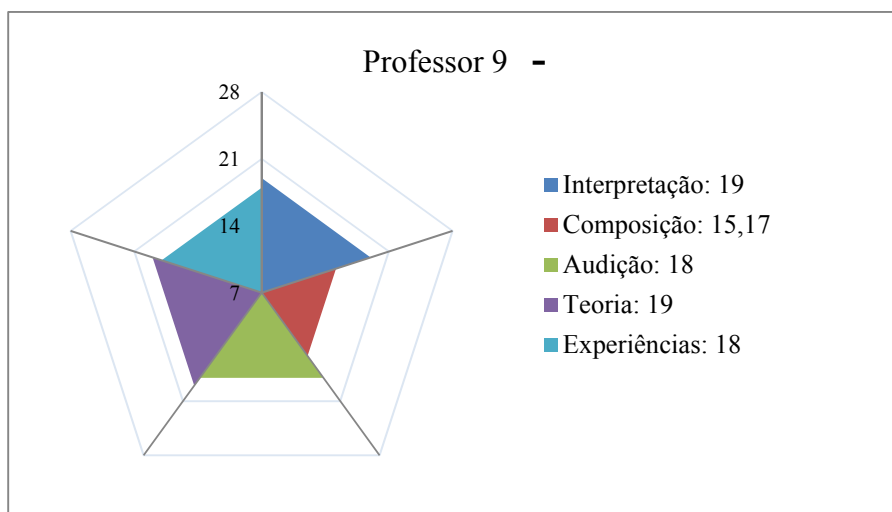 Professor 9 -
28
21
14
7
Interpretação: 19
Composição: 15,17
Audição: 18
Teoria: 19
Experiências: 18